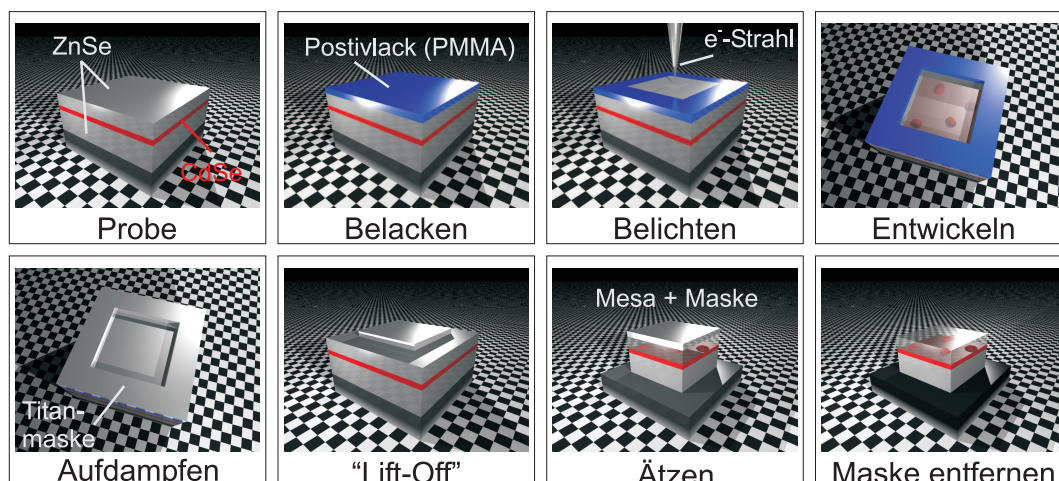 ZnSe
CdSe
Probe
Postivlack (PMMA)
Belacken
e⁻-Strahl
Belichten
Entwickeln
Titan-
maske
Aufdampfen
“Lift-Off”
Mesa + Maske
Ätzen
Maske entfernen